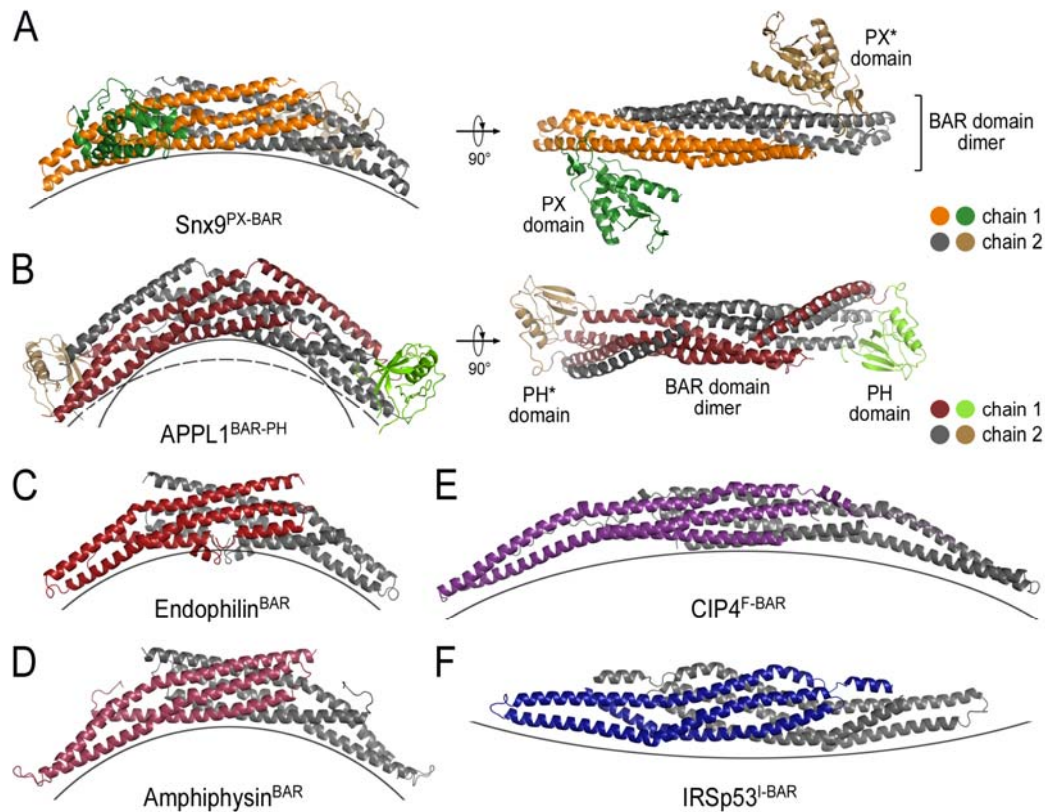 A
PX*
domain
90°
BAR domain
dimer
PX
domain
Snx9PX-BAR
chain 1
chain 2
B
90°
PH*
domain
BAR domain
dimer
PH
domain
APPL1BAR-PH
chain 1
chain 2
C
EndophilinBAR
E
CIP4F-BAR
D
AmphiphysinBAR
F
IRSp53I-BAR